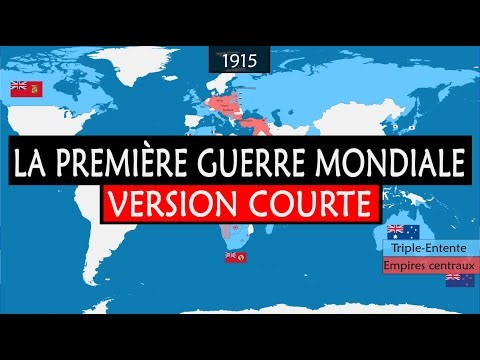 1915
LA PREMIÈRE GUERRE MONDIALE
VERSION COURTE
Triple-Entente
Empires centraux